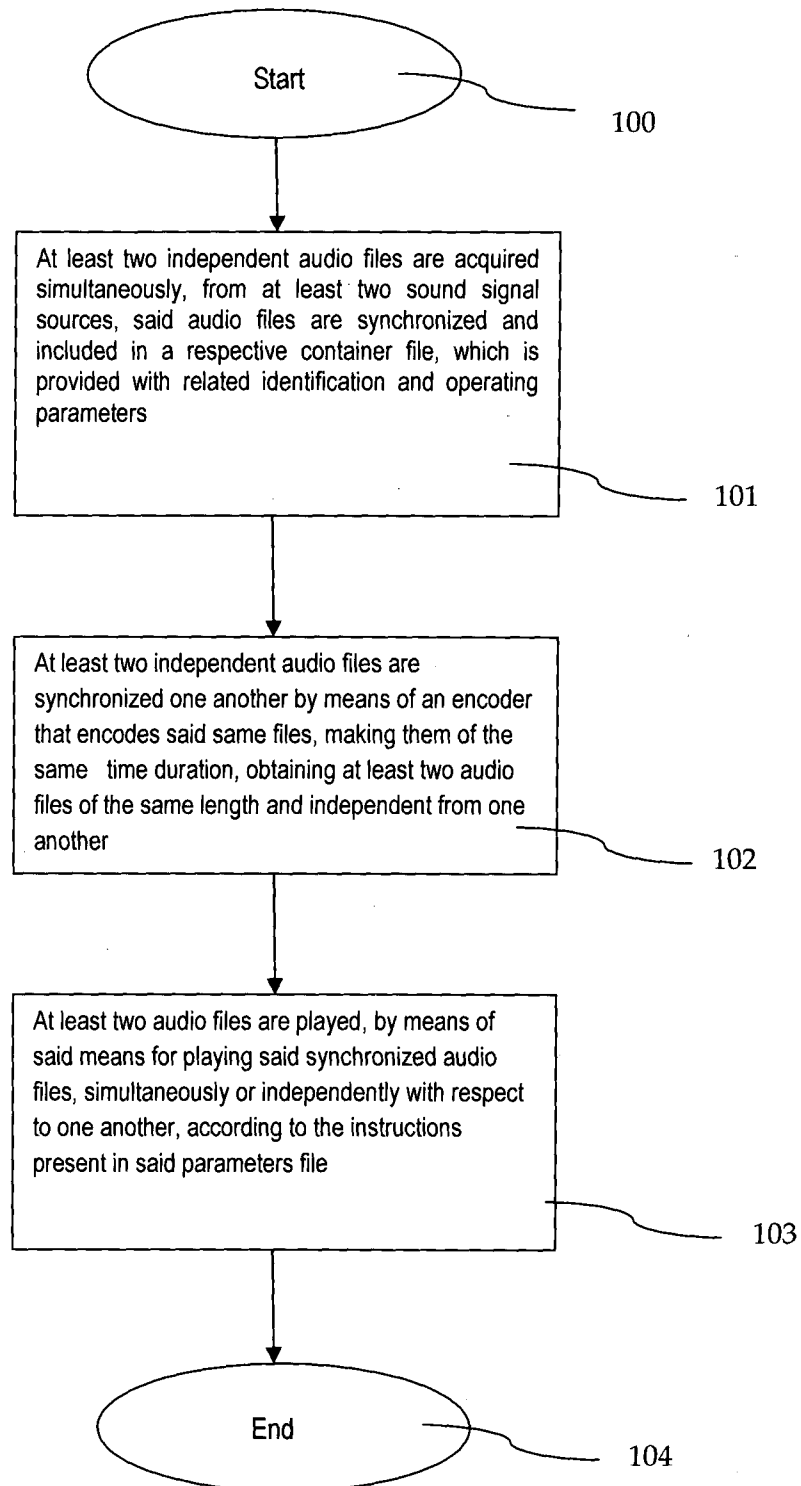 Start
100
At least two independent audio files are acquired
simultaneously, from at least two sound signal
sources, said audio files are synchronized and
included in a respective container file, which is
provided with related identification and operating
parameters
101
At least two independent audio files are
synchronized one another by means of an encoder
that encodes said same files, making them of the
same time duration, obtaining at least two audio
files of the same length and independent from one
another
102
At least two audio files are played, by means of
said means for playing said synchronized audio
files, simultaneously or independently with respect
to one another, according to the instructions
present in said parameters file
103
End
104